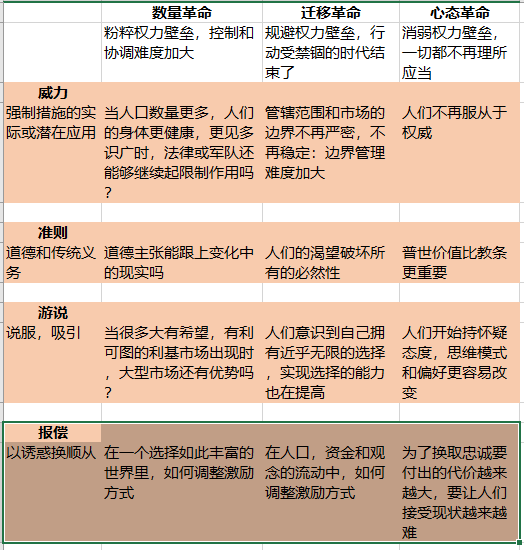 数量革命 迁移革命 心态革命
粉粹权力壁垒，控制和 规避权力壁垒，行 消弱权力壁垒，
协调难度加大 动受禁锢的时代结 一切都不再理所
束了 应当
威力
强制措施的实 当人口数量更多，人们 管辖范围和市场的 人们不再服从于
际或潜在应用 的身体更健康，更见多 边界不再严密，不 权威
识广时，法律或军队还 再稳定：边界管理
能够继续起限制作用吗 难度加大
？
准则
道德和传统义 道德主张能跟上变化中 人们的渴望破坏所 普世价值比教条
务 的现实吗 有的必然性 更重要
游说
说服，吸引 当很多大有希望，有利 人们意识到自己拥 人们开始持怀疑
可图的利基市场出现时 有近乎无限的选择 态度，思维模式
，大型市场还有优势吗 ，实现选择的能力 和偏好更容易改
？ 也在提高 变
报偿
以诱惑换顺从 在一个选择如此丰富的 在人口，资金和观 为了换取忠诚要
世界里，如何调整激励 念的流动中，如何 付出的代价越来
方式 调整激励方式 越大，要让人们
接受现状越来越
难